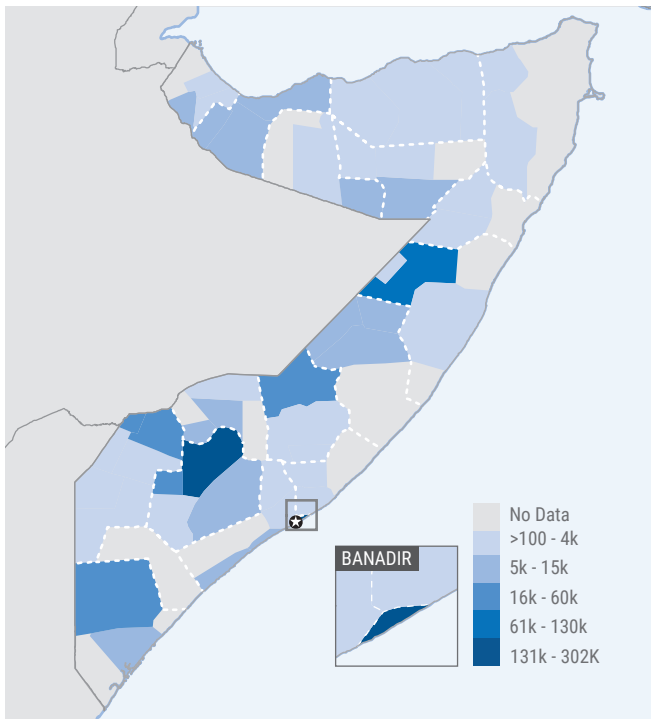 BANADIR
No Data
>100 - 4k
5k - 15k
16k - 60k
61k - 130k
131k - 302K